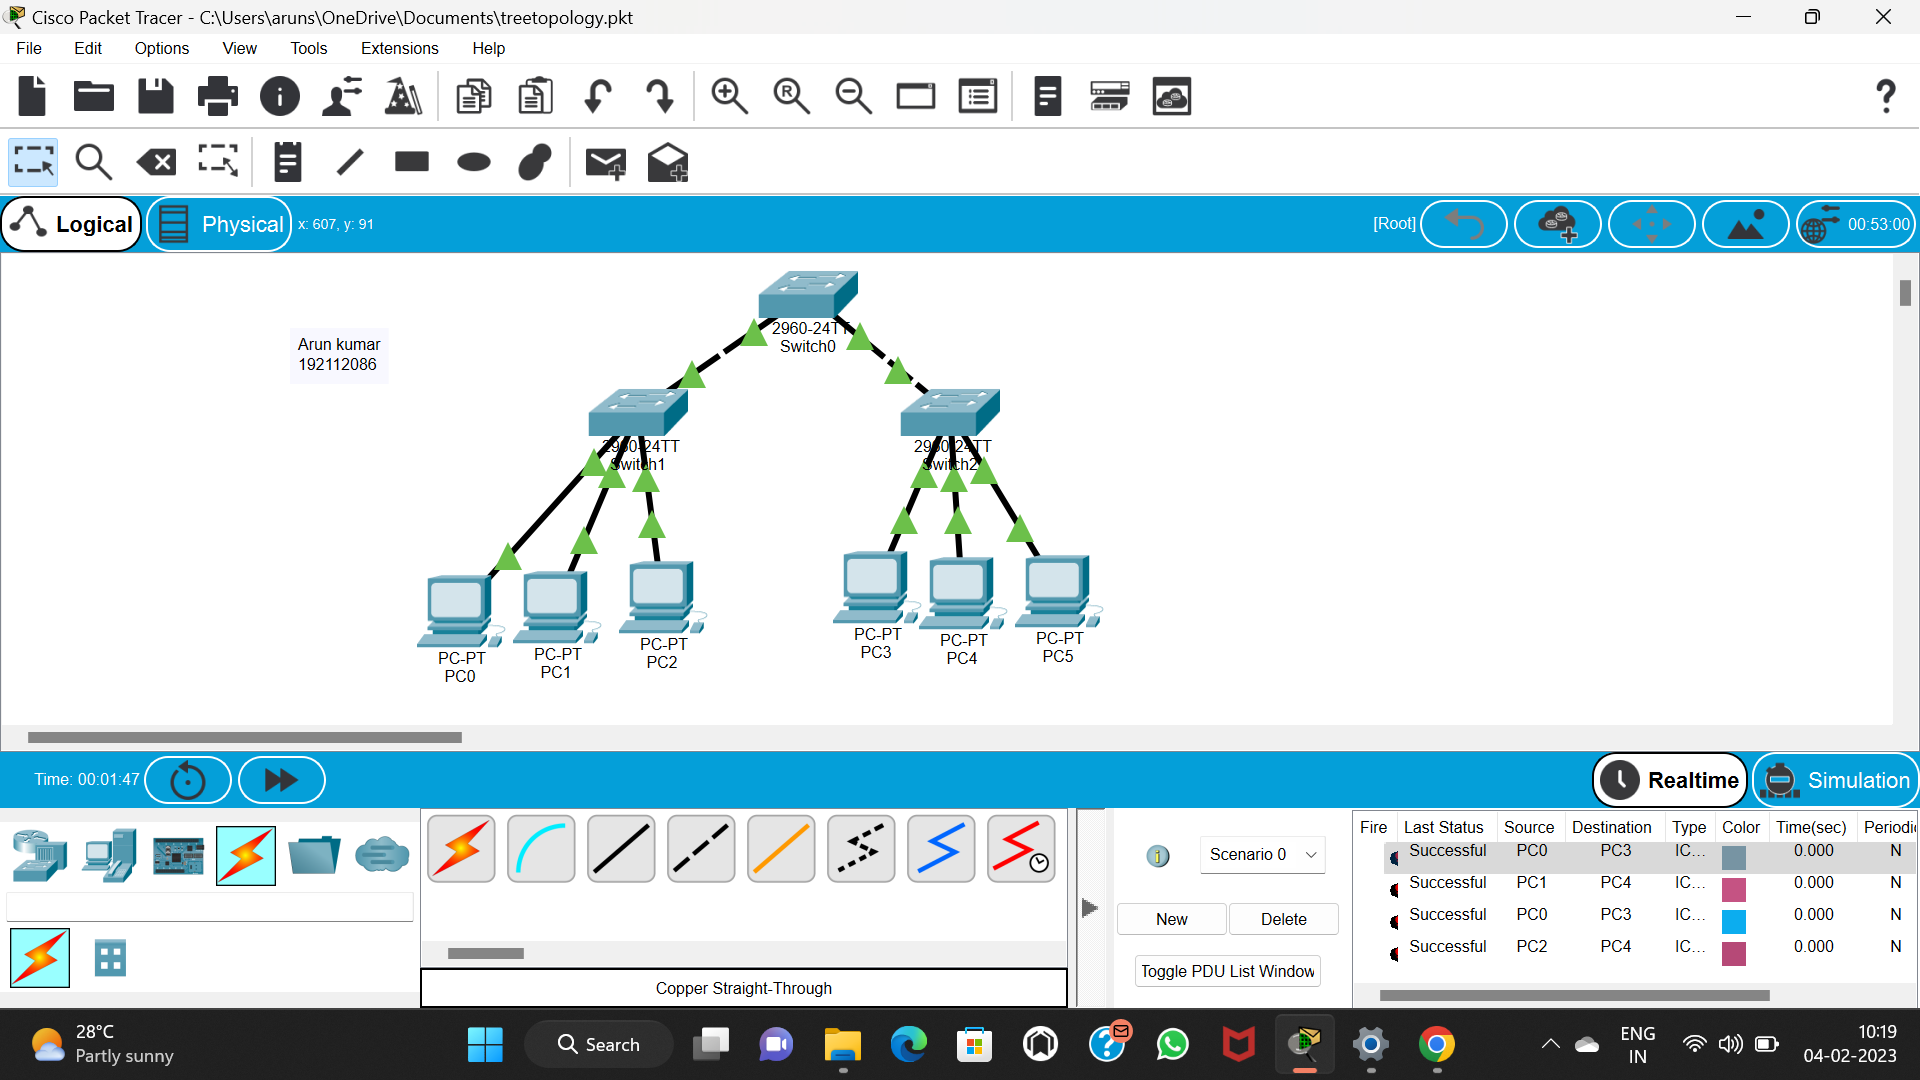 Cisco Packet Tracer - C:\Users\aruns\OneDrive\Documents\treetopology.pkt
File Edit Options View Tools Extensions Help
Logical Physical x: 607, y: 91 [Root] 00:53:00
Arun kumar
192112086
2960-24TT
Switch0
2960-24TT
Switch1
2960-24TT
Switch2
PC-PT
PC0
PC-PT
PC1
PC-PT
PC2
PC-PT
PC3
PC-PT
PC4
PC-PT
PC5
Time: 00:01:47 Realtime Simulation
Scenario 0
New Delete
Toggle PDU List Window
Copper Straight-Through
Fire Last Status Source Destination Type Color Time(sec) Periodi
Successful PC0 PC3 IC... 0.000 N
Successful PC1 PC4 IC... 0.000 N
Successful PC0 PC3 IC... 0.000 N
Successful PC2 PC4 IC... 0.000 N
28°C
Partly sunny
Search
ENG
IN
10:19
04-02-2023